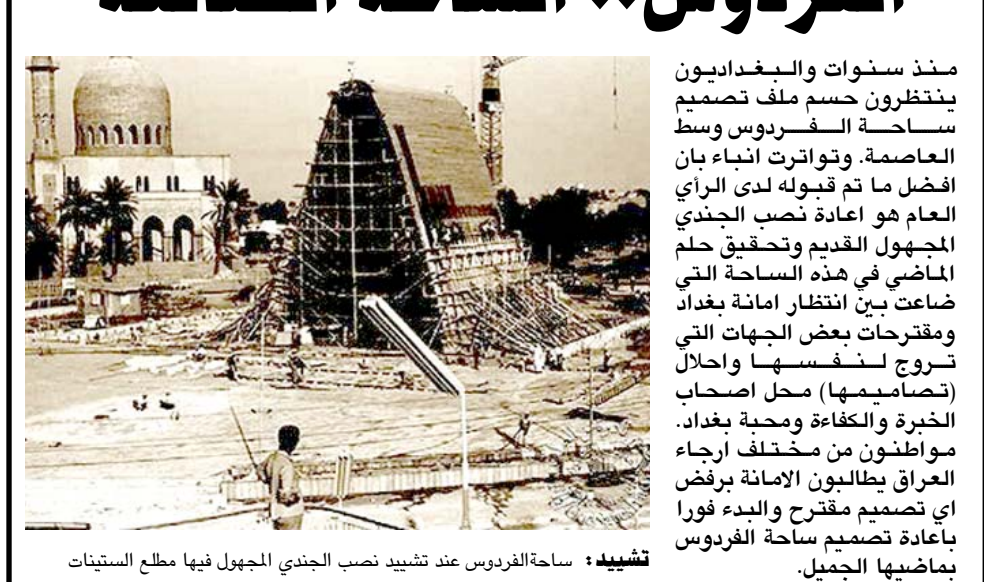 الفردوس.. الساحة
منذ سنوات والبغداديون
ينتظرون حسم ملف تصميم
ساحة الفردوس وسط
العاصمة. وتواترت انباء بان
افضل ما تم قبوله لدى الرأي
العام هو اعادة نصب الجندي
المجهول القديم وتحقيق حلم
الماضي في هذه الساحة التي
ضاعت بين انتظار امانة بغداد
ومقترحات بعض الجهات التي
تروج لنفسها واحلال
(تصاميمها) محل اصحاب
الخبرة والكفاءة ومحبة بغداد.
مواطنون من مختلف ارجاء
العراق يطالبون الامانة برفض
اي تصميم مقترح والبدء فورا
باعادة تصميم ساحة الفردوس
بماضيها الجميل.
تشييد: ساحةالفردوس عند تشييد نصب الجندي المجهول فيها مطلع الستينات